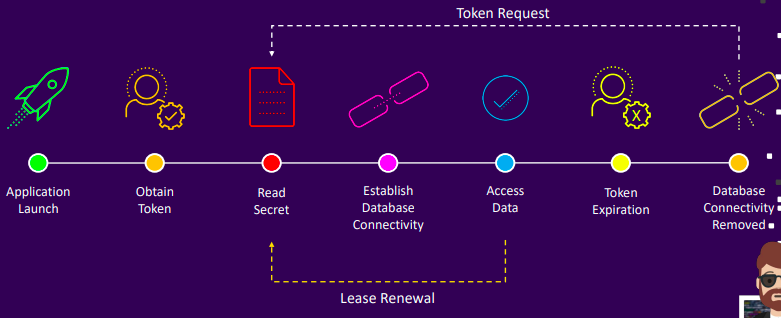 Token Request
X
Application
Launch
Obtain
Token
Read
Secret
Establish
Database
Connectivity
Access
Data
Token
Expiration
Database
Connectivity
Removed
Lease Renewal